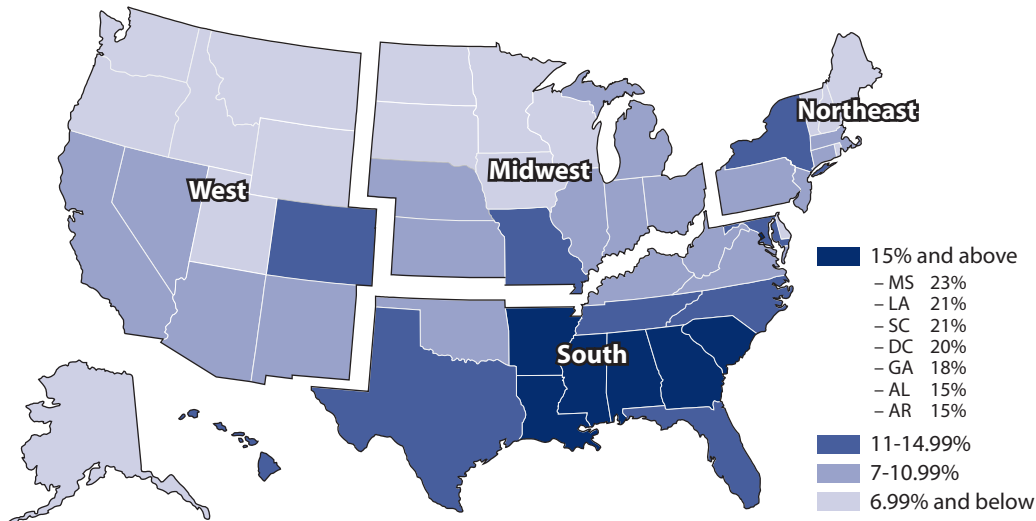 Northeast
Midwest
West
South
15% and above
– MS 23%
– LA 21%
– SC 21%
– DC 20%
– GA 18%
– AL 15%
– AR 15%
11-14.99%
7-10.99%
6.99% and below